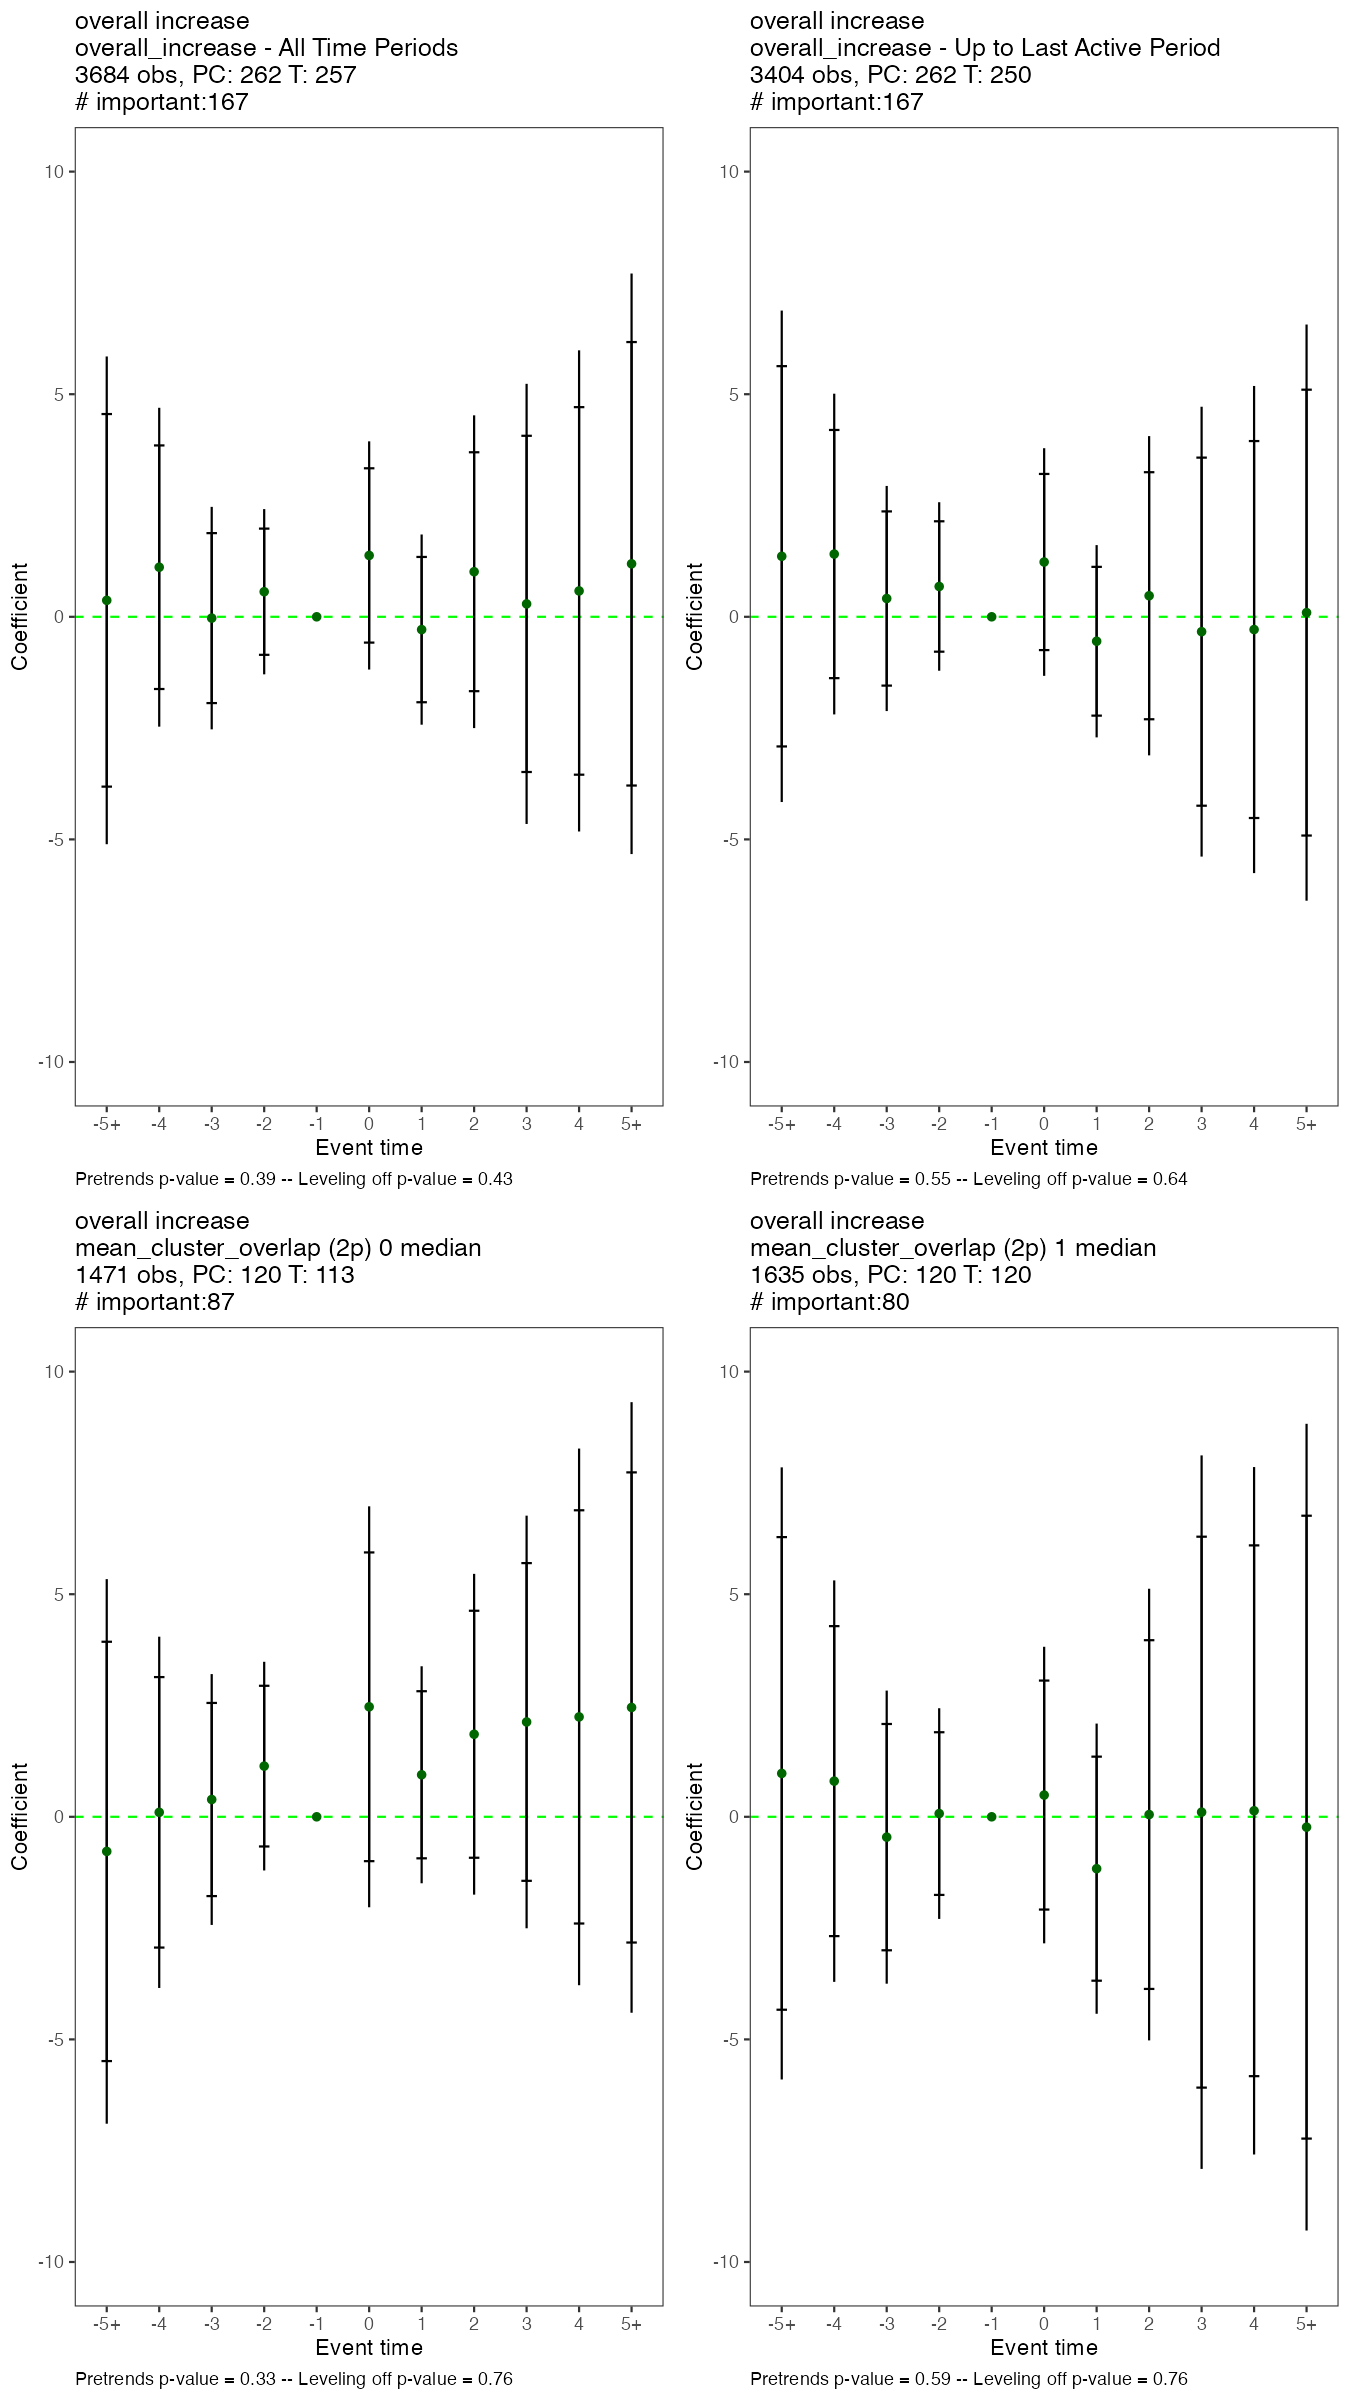 overall increase
overall_increase - All Time Periods
3684 obs, PC: 262 T: 257
# important:167
10
5
0
-5
-10
Coefficient
-5+ -4 -3 -2 -1 0 1 2 3 4 5+
Event time
Pretrends p-value = 0.39 -- Leveling off p-value = 0.43
overall increase
overall_increase - Up to Last Active Period
3404 obs, PC: 262 T: 250
# important:167
10
5
0
-5
-10
Coefficient
-5+ -4 -3 -2 -1 0 1 2 3 4 5+
Event time
Pretrends p-value = 0.55 -- Leveling off p-value = 0.64
overall increase
mean_cluster_overlap (2p) 0 median
1471 obs, PC: 120 T: 113
# important:87
10
5
0
-5
-10
Coefficient
-5+ -4 -3 -2 -1 0 1 2 3 4 5+
Event time
Pretrends p-value = 0.33 -- Leveling off p-value = 0.76
overall increase
mean_cluster_overlap (2p) 1 median
1635 obs, PC: 120 T: 120
# important:80
10
5
0
-5
-10
Coefficient
-5+ -4 -3 -2 -1 0 1 2 3 4 5+
Event time
Pretrends p-value = 0.59 -- Leveling off p-value = 0.76